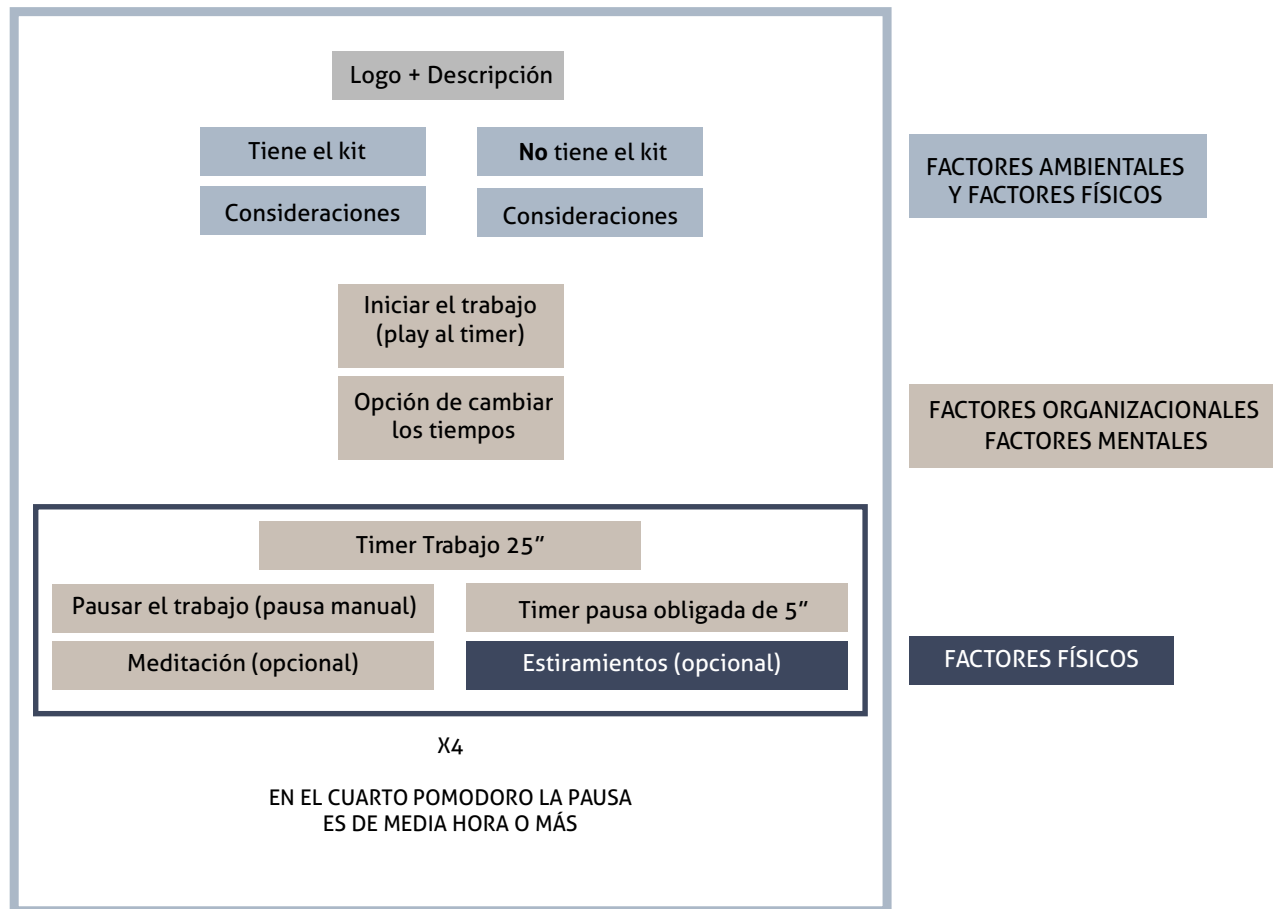 Logo + Descripción
Tiene el kit
No tiene el kit
Consideraciones
Consideraciones
FACTORES AMBIENTALES
Y FACTORES FÍSICOS
Iniciar el trabajo
(play al timer)
Opción de cambiar
los tiempos
FACTORES ORGANIZACIONALES
FACTORES MENTALES
Timer Trabajo 25”
Pausar el trabajo (pausa manual)
Timer pausa obligada de 5”
Meditación (opcional)
Estiramientos (opcional)
FACTORES FÍSICOS
X4
EN EL CUARTO POMODORO LA PAUSA
ES DE MEDIA HORA O MÁS